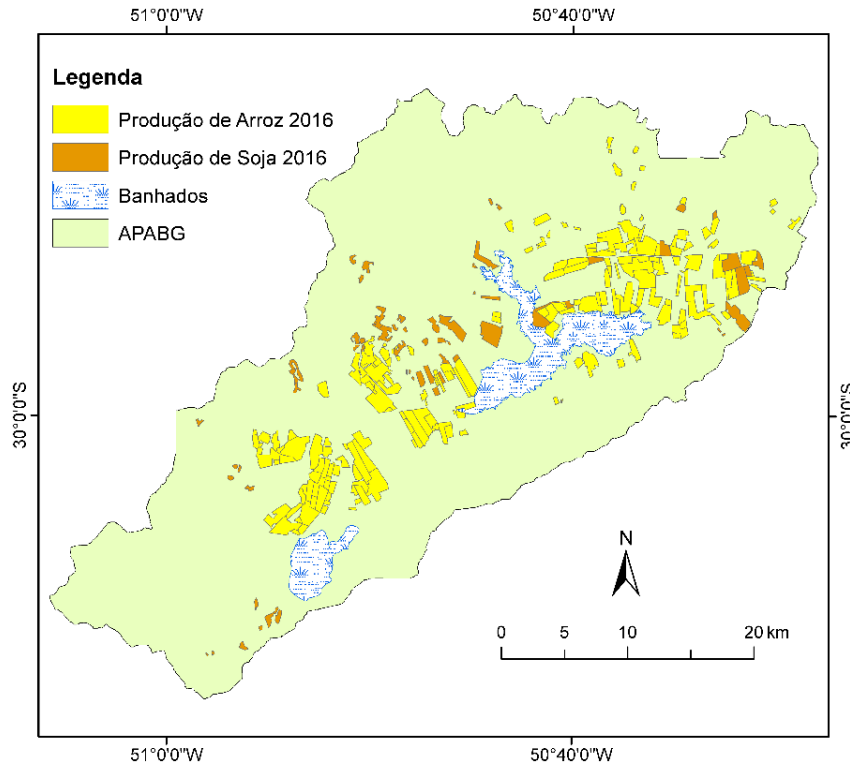 51°0'0"W 50°40'0"W
Legenda
Produção de Arroz 2016
Produção de Soja 2016
Banhados
APABG
30°0'0"S 30°0'0"S
N
0 5 10 20 km
51°0'0"W 50°40'0"W